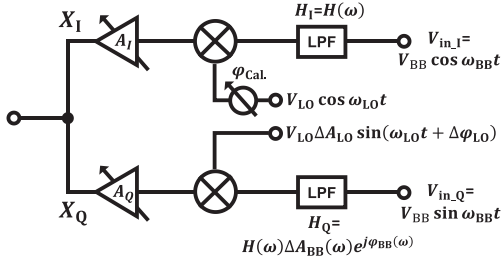 X_I
A_I
H_I=H(ω)
LPF
V_in_I=
V_BB cos ω_BB t
φ_Cal.
V_LO cos ω_LO t
V_LO ΔA_LO sin(ω_LO t + Δφ_LO)
A_Q
X_Q
LPF
V_in_Q=
V_BB sin ω_BB t
H_Q=
H(ω)ΔA_BB(ω)e^{jφ_BB(ω)}